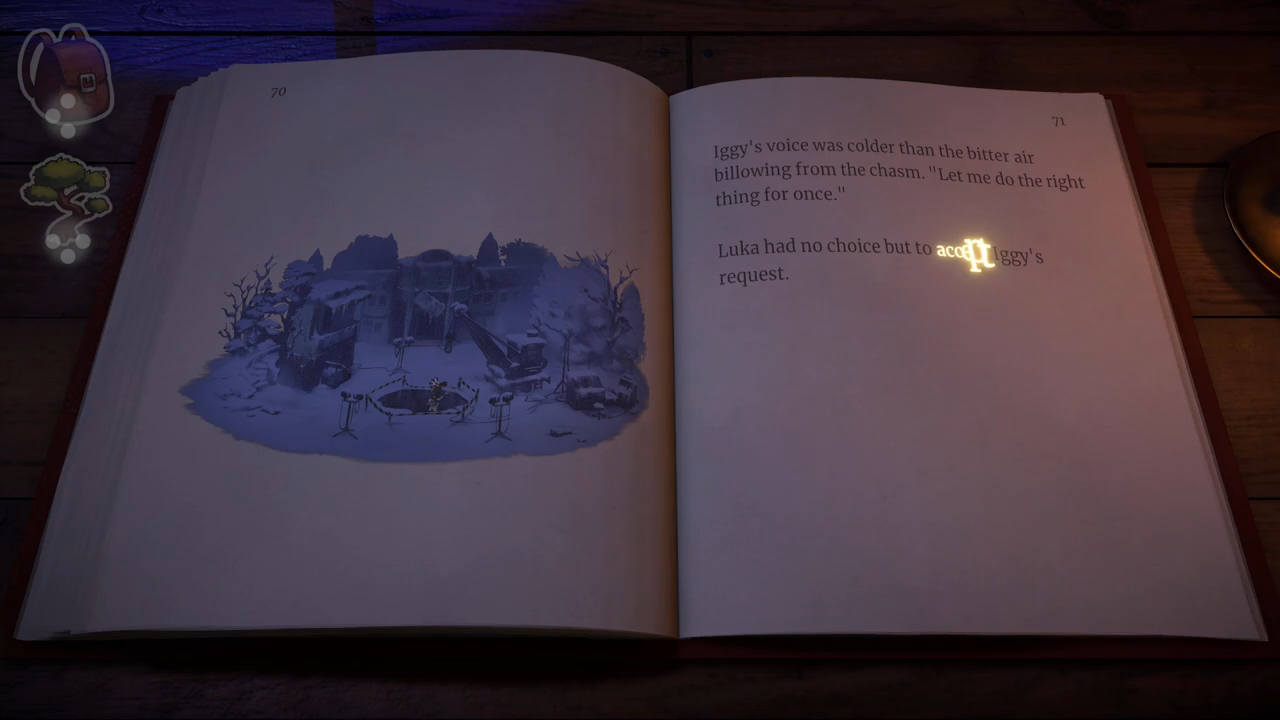 70
71
Iggy's voice was colder than the bitter air
billowing from the chasm. "Let me do the right
thing for once."
Luka had no choice but to accept Iggy's
request.